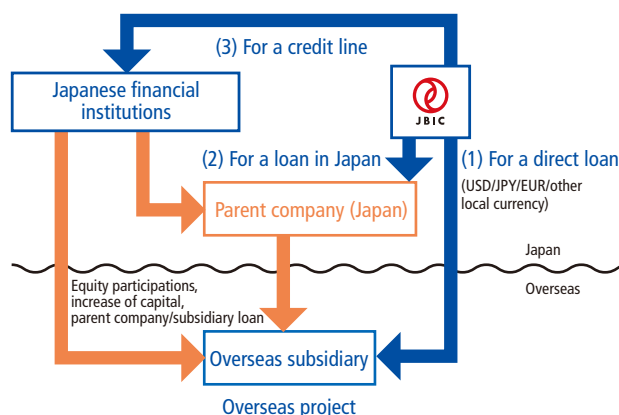 (3) For a credit line
Japanese financial
institutions
JBIC
(2) For a loan in Japan
(1) For a direct loan
(USD/JPY/EUR/other
local currency)
Parent company (Japan)
Japan
Overseas
Equity participations,
increase of capital,
parent company/subsidiary loan
Overseas subsidiary
Overseas project